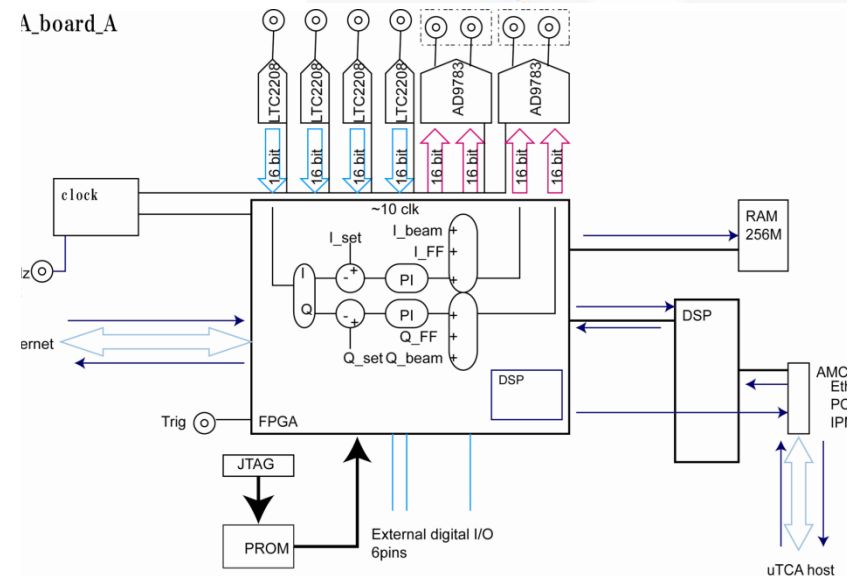 A_board_A
LTC2208
LTC2208
LTC2208
LTC2208
AD9783
AD9783
16 bit
16 bit
16 bit
16 bit
16 bit
16 bit
16 bit
16 bit
clock
~10 clk
RAM
256M
I_set
I_beam
+
I_FF
+
I
- +
PI
+
Q
- +
PI
+
Q_FF
+
Q_set
Q_beam
+
DSP
DSP
ernet
Trig
FPGA
AMC
Eth
PC
IPM
JTAG
PROM
External digital I/O
6pins
uTCA host